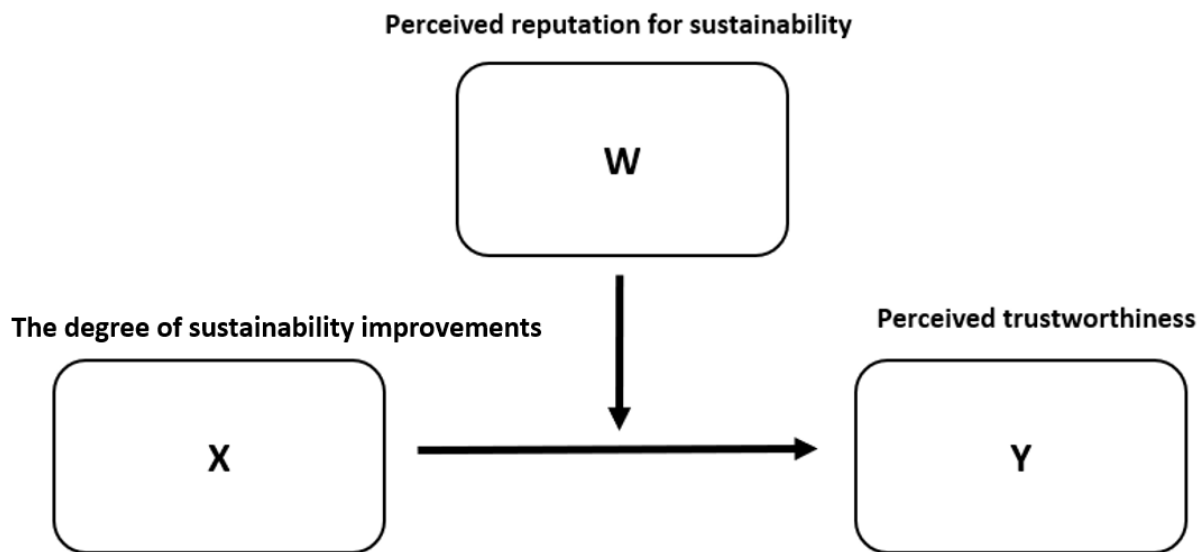 Perceived reputation for sustainability
W
The degree of sustainability improvements
Perceived trustworthiness
X
Y